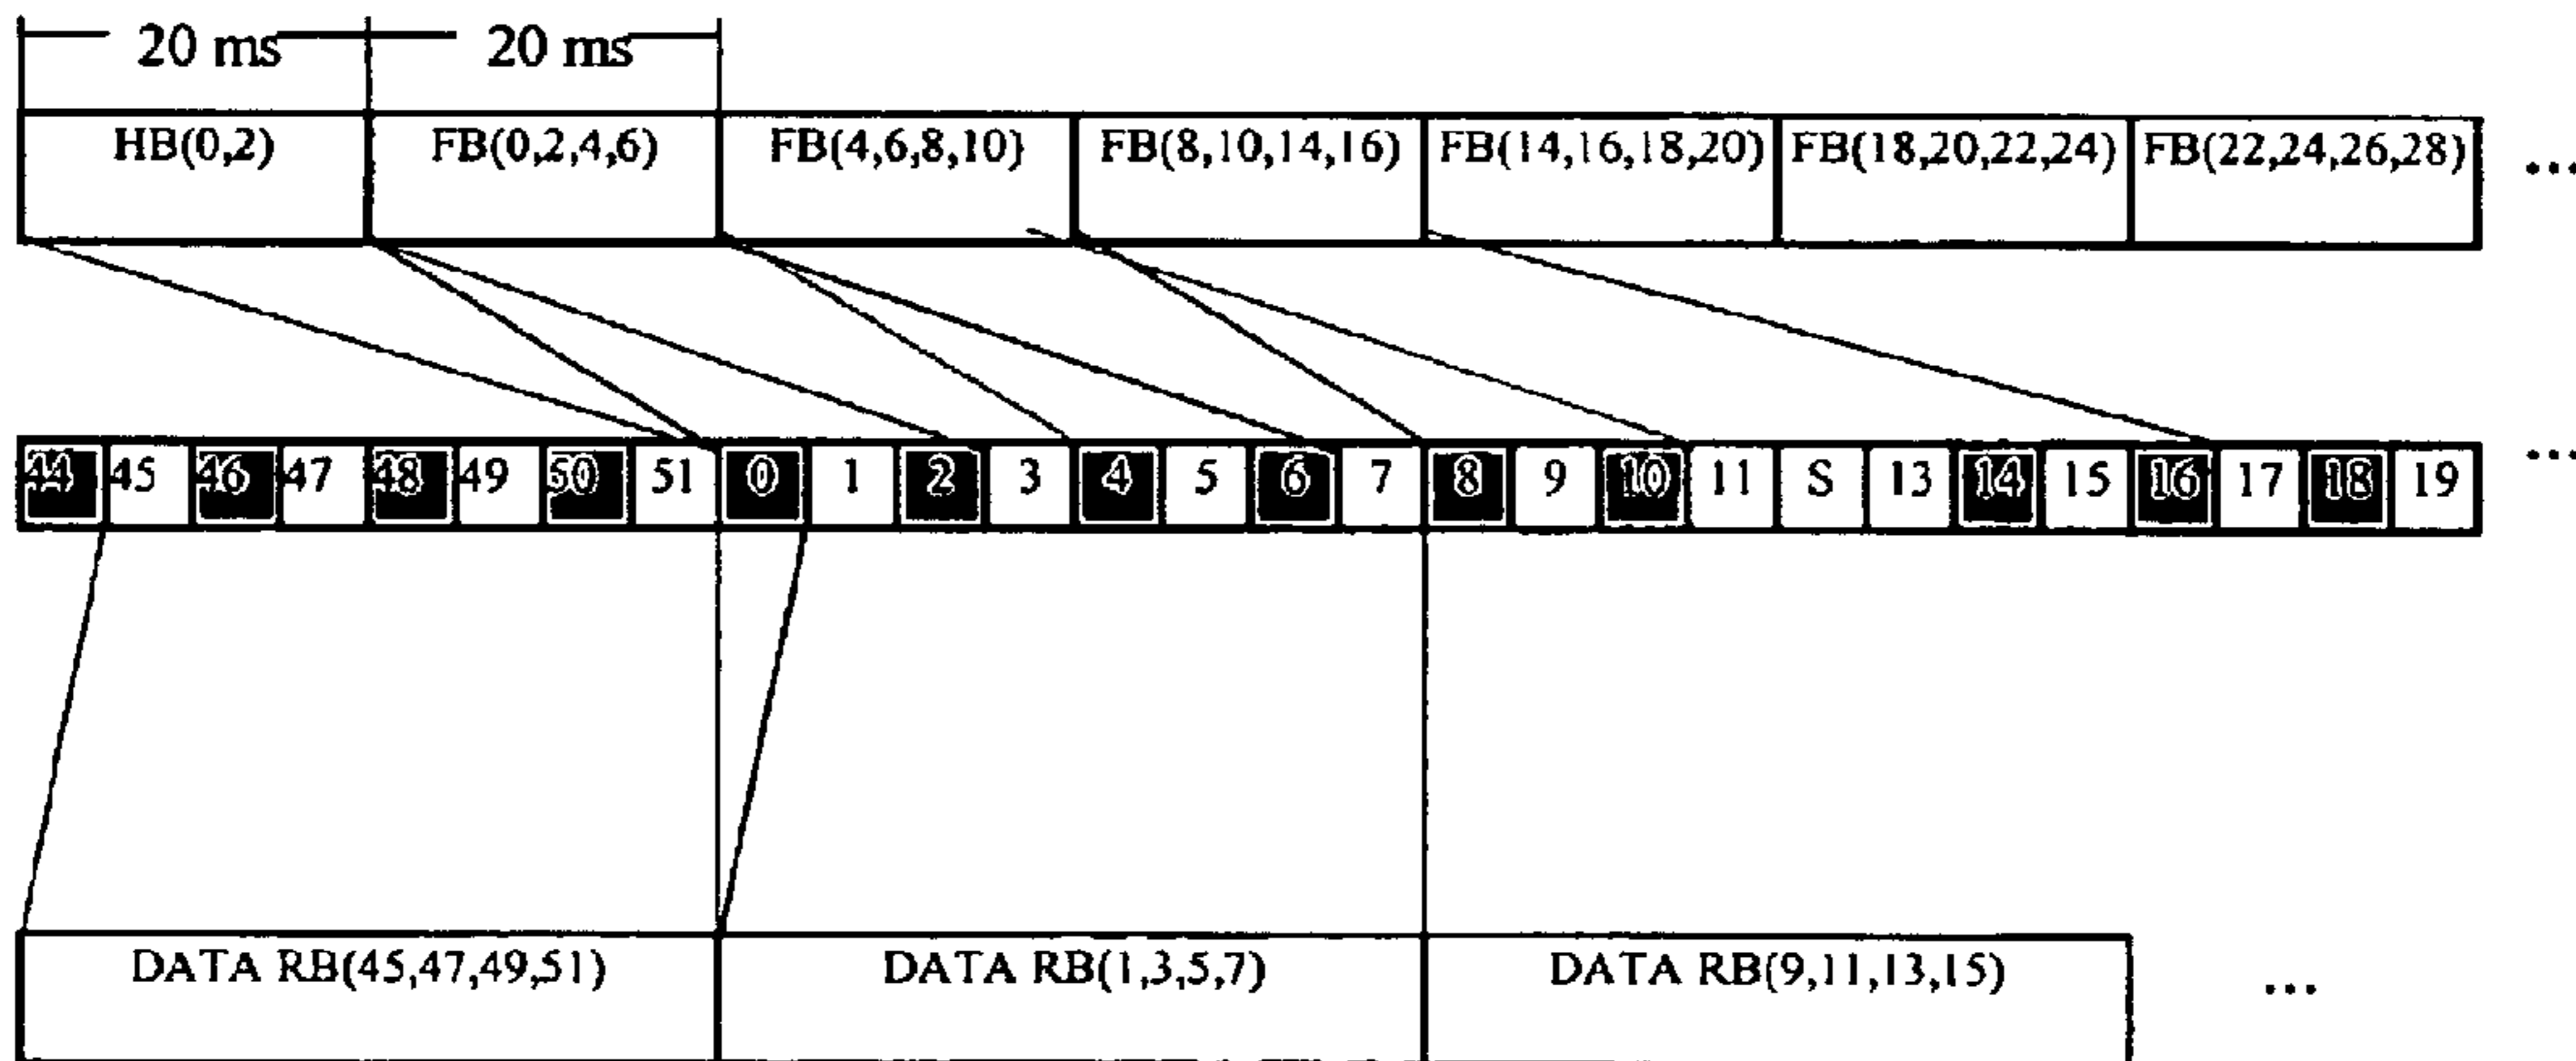 20 ms 20 ms
HB(0,2) FB(0,2,4,6) FB(4,6,8,10) FB(8,10,14,16) FB(14,16,18,20) FB(18,20,22,24) FB(22,24,26,28) ...
44 45 46 47 48 49 50 51 0 1 2 3 4 5 6 7 8 9 10 11 S 13 14 15 16 17 18 19 ...
DATA RB(45,47,49,51) DATA RB(1,3,5,7) DATA RB(9,11,13,15) ...